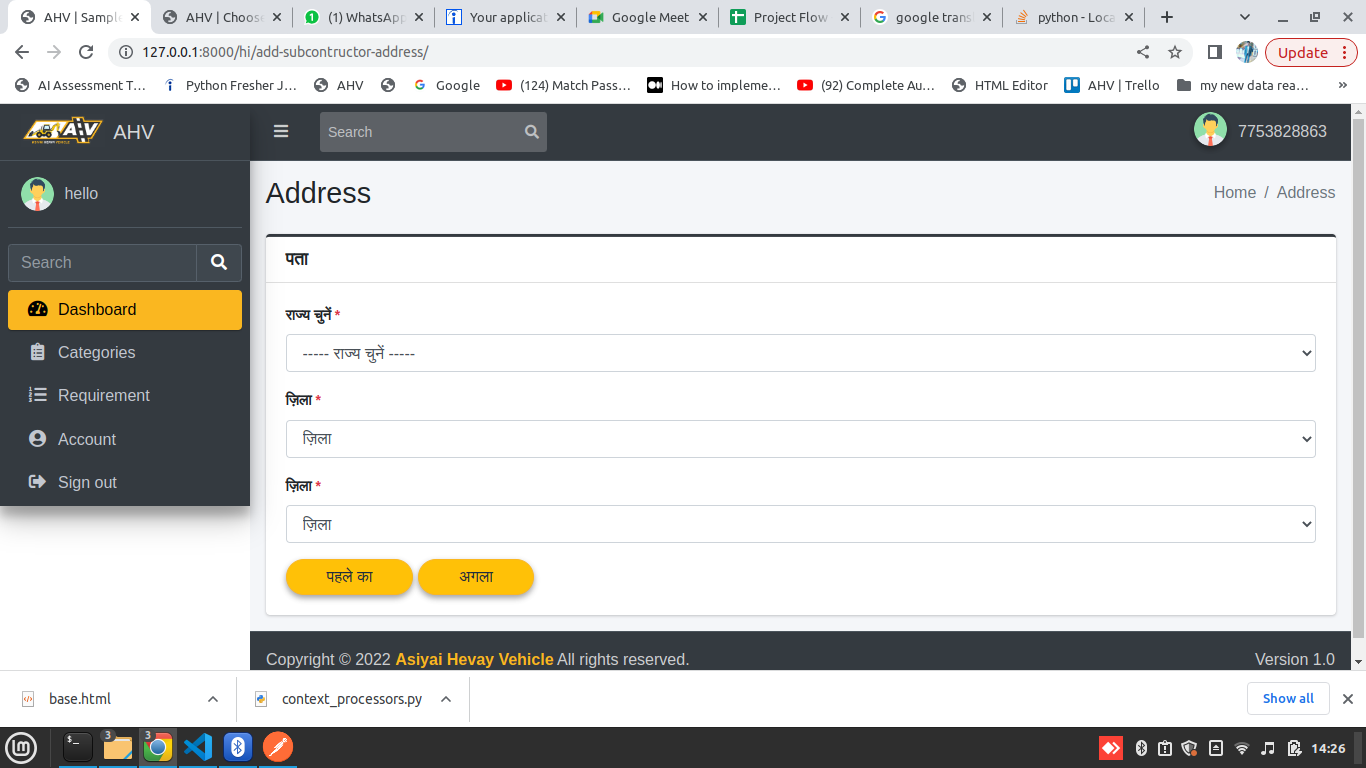 AHV | Sample
AHV | Choose
(1) WhatsApp
Your applicat
Google Meet
Project Flow
google transl
python - Loca
127.0.0.1:8000/hi/add-subcontructor-address/
Update
AI Assessment T…
Python Fresher J…
AHV
Google
(124) Match Pass…
How to impleme…
(92) Complete Au…
HTML Editor
AHV | Trello
my new data rea…
»
AHV
Search
7753828863
hello
Search
Dashboard
Categories
Requirement
Account
Sign out
Address
Home / Address
पता
राज्य चुनें *
----- राज्य चुनें -----
ज़िला *
ज़िला
ज़िला *
ज़िला
पहले का
अगला
Copyright © 2022 Asiyai Hevay Vehicle All rights reserved.
Version 1.0
base.html
context_processors.py
Show all
3
3
14:26